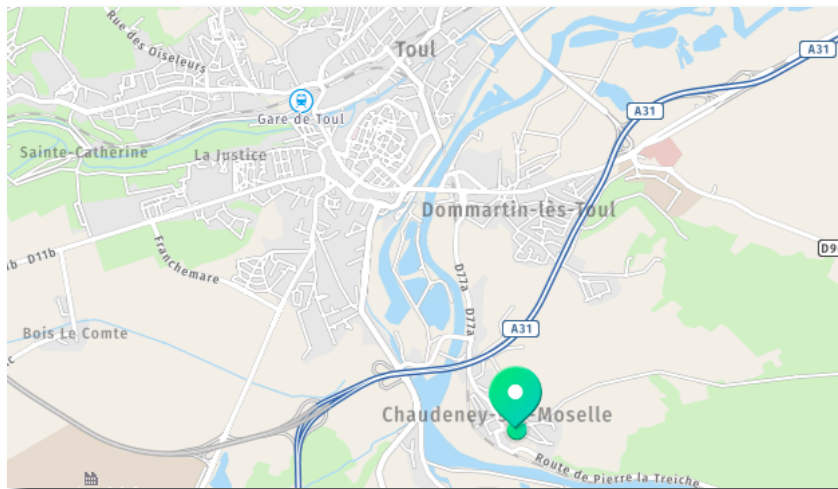 Rue des Oiseleurs
Toul
A31
Gare de Toul
A31
Sainte-Catherine
La Justice
Dommartin-lès-Toul
D11b
Franchemare
D77a
D77a
A31
Bois Le Comte
Chaudeney-s
Moselle
Route de Pierre la Treiche